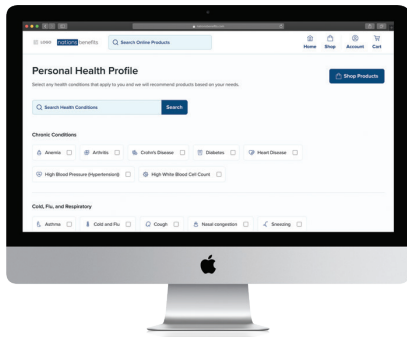 nationsbenefits.com
LOGO nations benefits Search Online Products Home Shop Account Cart
Personal Health Profile
Shop Products
Select any health conditions that apply to you and we will recommend products based on your needs.
Search Health Conditions Search
Chronic Conditions
Anemia Arthritis Crohn's Disease Diabetes Heart Disease
High Blood Pressure (Hypertension) High White Blood Cell Count
Cold, Flu, and Respiratory
Asthma Cold and Flu Cough Nasal congestion Sneezing